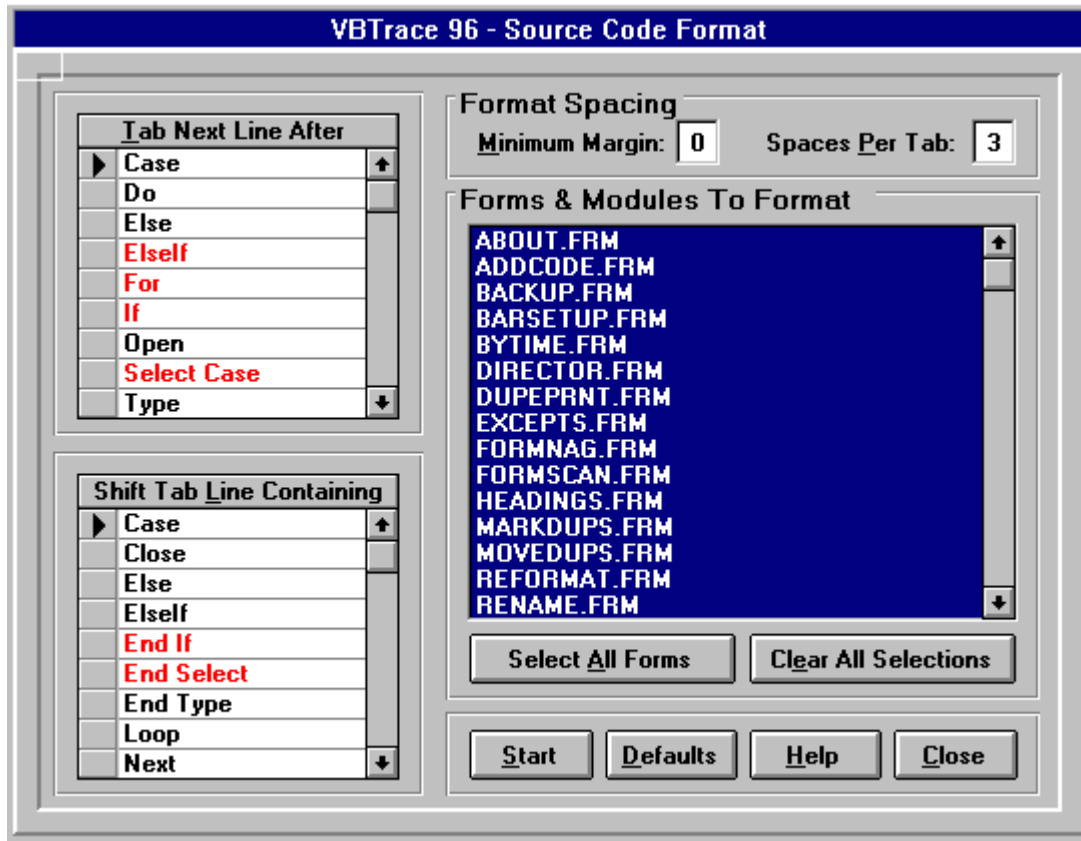 VBTrace 96 - Source Code Format
Tab Next Line After
Case
Do
Else
ElseIf
For
If
Open
Select Case
Type
Shift Tab Line Containing
Case
Close
Else
ElseIf
End If
End Select
End Type
Loop
Next
Format Spacing
Minimum Margin: 0 Spaces Per Tab: 3
Forms & Modules To Format
ABOUT.FRM
ADDCODE.FRM
BACKUP.FRM
BARSETUP.FRM
BYTIME.FRM
DIRECTOR.FRM
DUPEPRNT.FRM
EXCEPTS.FRM
FORMNAG.FRM
FORMSCAN.FRM
HEADINGS.FRM
MARKDUPS.FRM
MOVEDUPS.FRM
REFORMAT.FRM
RENAME.FRM
Select All Forms Clear All Selections
Start Defaults Help Close